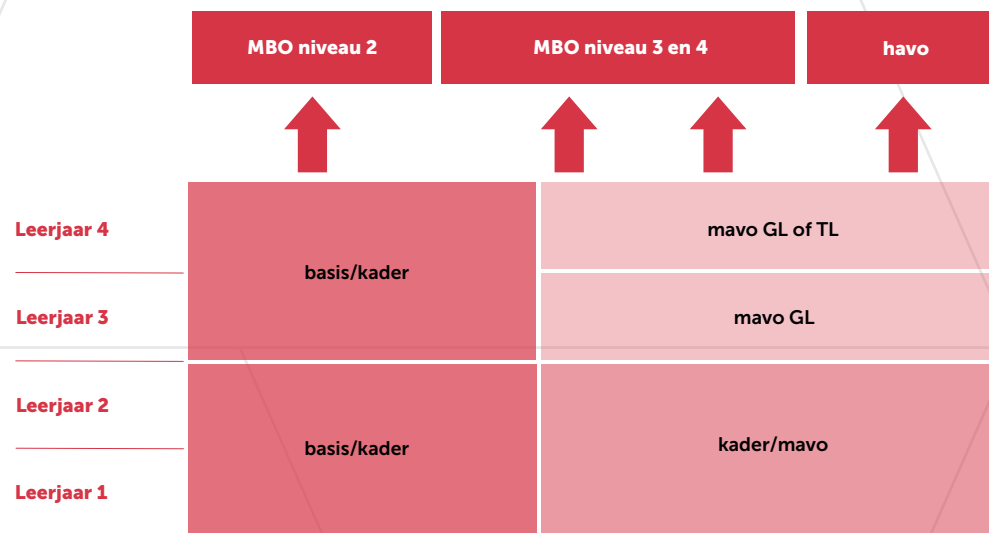 MBO niveau 2
MBO niveau 3 en 4
havo
Leerjaar 4
mavo GL of TL
basis/kader
Leerjaar 3
mavo GL
Leerjaar 2
basis/kader
kader/mavo
Leerjaar 1